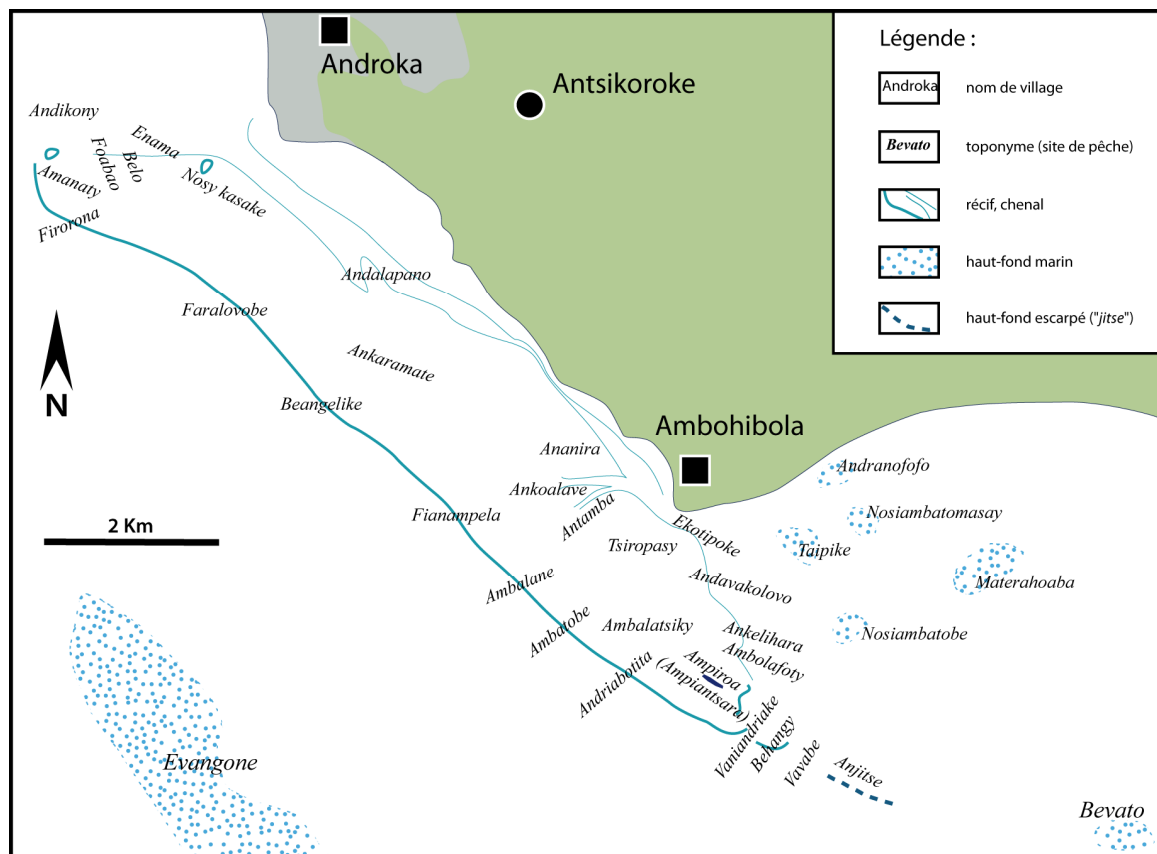 Androka
Antsikoroke
Légende :
Androka
nom de village
Bevato
toponyme (site de pêche)
récif, chenal
haut-fond marin
haut-fond escarpé ("jitse")
Andikony
Enama
Foabao
Belo
Amanaty
Nosy kasake
Firorona
Andalapano
Faralovobe
Ankaramate
N
Beangelike
Ambohibola
Ananira
Andranofofo
Ankoalave
Fianampela
Antamba
Nosiambatomasay
Ekotipoke
2 Km
Tsiropasy
Taipike
Ambalane
Andavakolovo
Materahoaba
Ambatobe
Ambalatsiky
Ankelihara
Nosiambatobe
Ambolafoty
Andriabotita
Ampiroa
(Ampiantsara)
Vaniandriake
Behangy
Vavabe
Evangone
Anjitse
Bevato